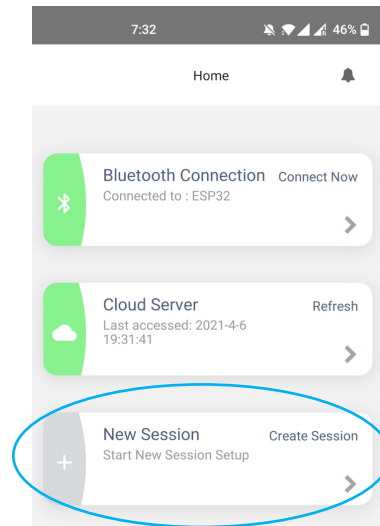 7:32 46%
Home
Bluetooth Connection Connect Now
Connected to : ESP32
Cloud Server Refresh
Last accessed: 2021-4-6
19:31:41
New Session Create Session
Start New Session Setup